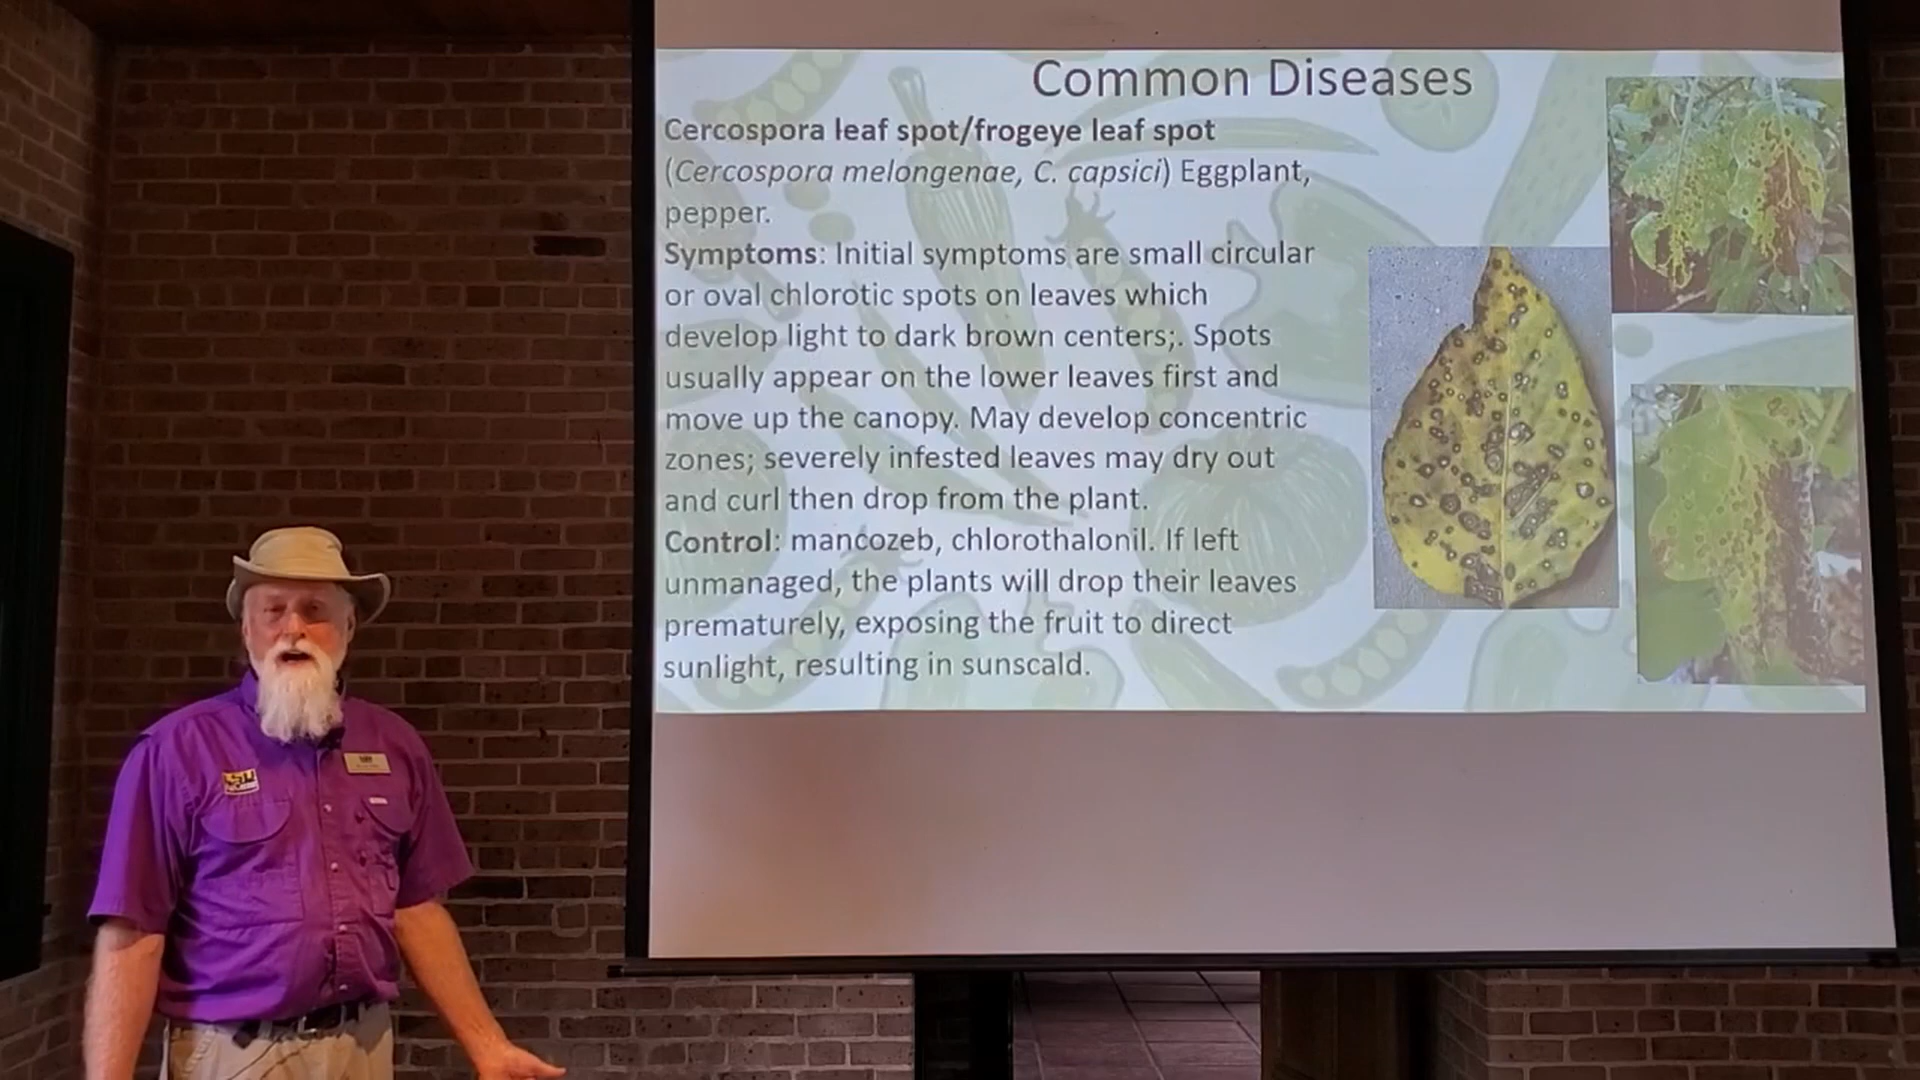 Common Diseases
Cercospora leaf spot/frogeye leaf spot
(Cercospora melongenae, C. capsici) Eggplant,
pepper.
Symptoms: Initial symptoms are small circular
or oval chlorotic spots on leaves which
develop light to dark brown centers;. Spots
usually appear on the lower leaves first and
move up the canopy. May develop concentric
zones; severely infested leaves may dry out
and curl then drop from the plant.
Control: mancozeb, chlorothalonil. If left
unmanaged, the plants will drop their leaves
prematurely, exposing the fruit to direct
sunlight, resulting in sunscald.
LSU